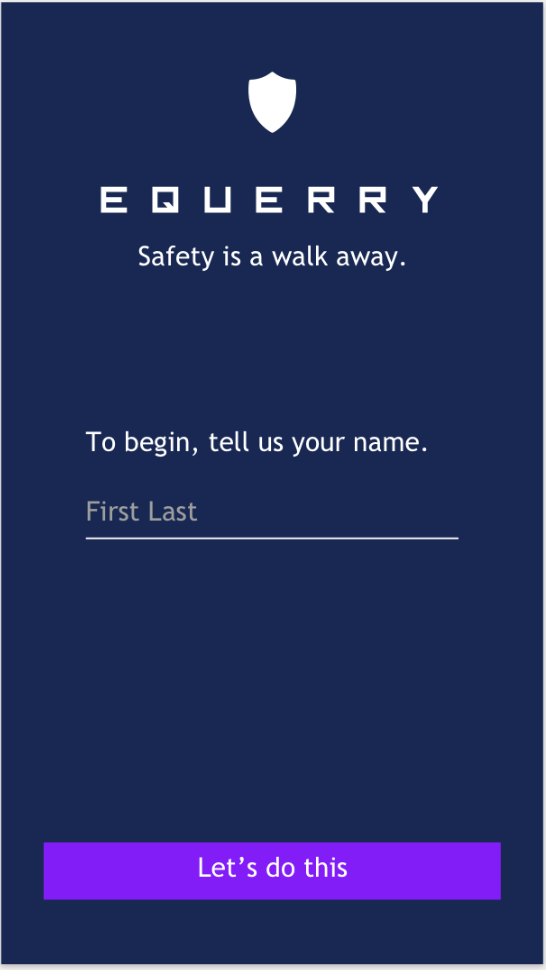 EQUERRY
Safety is a walk away.
To begin, tell us your name.
First Last
Let’s do this